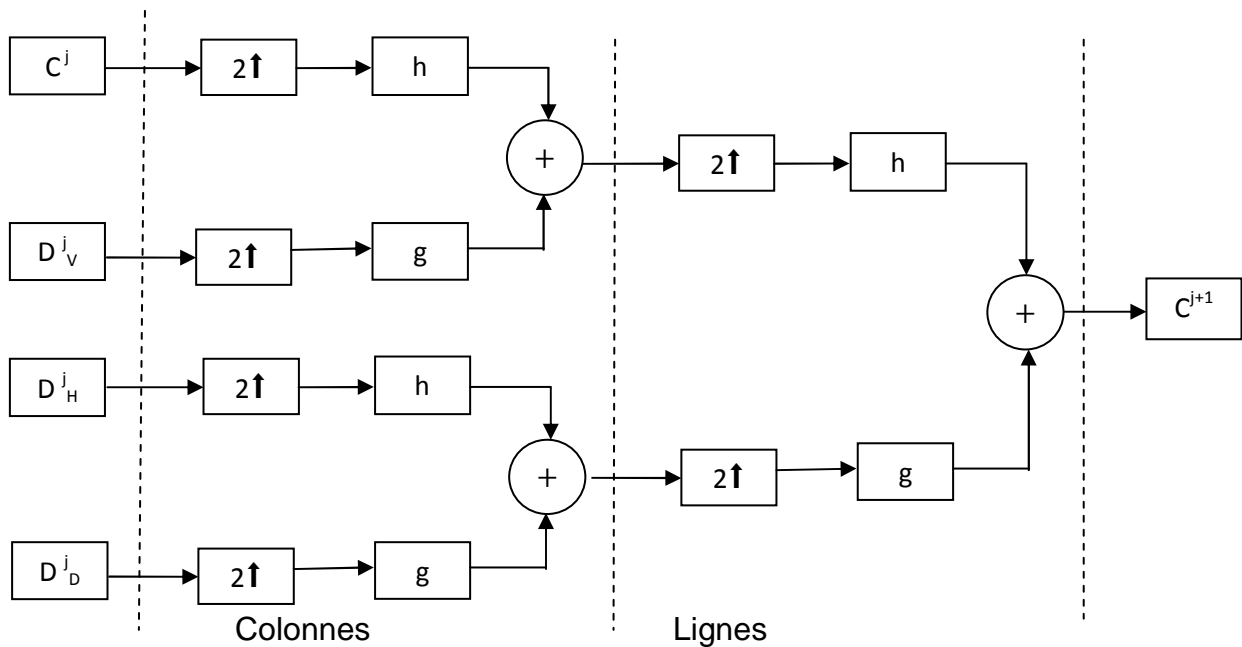 C^j 2⬆ h
+
2⬆ h
D^j_V 2⬆ g
+
C^{j+1}
D^j_H 2⬆ h
+
2⬆ g
D^j_D 2⬆ g
Colonnes Lignes